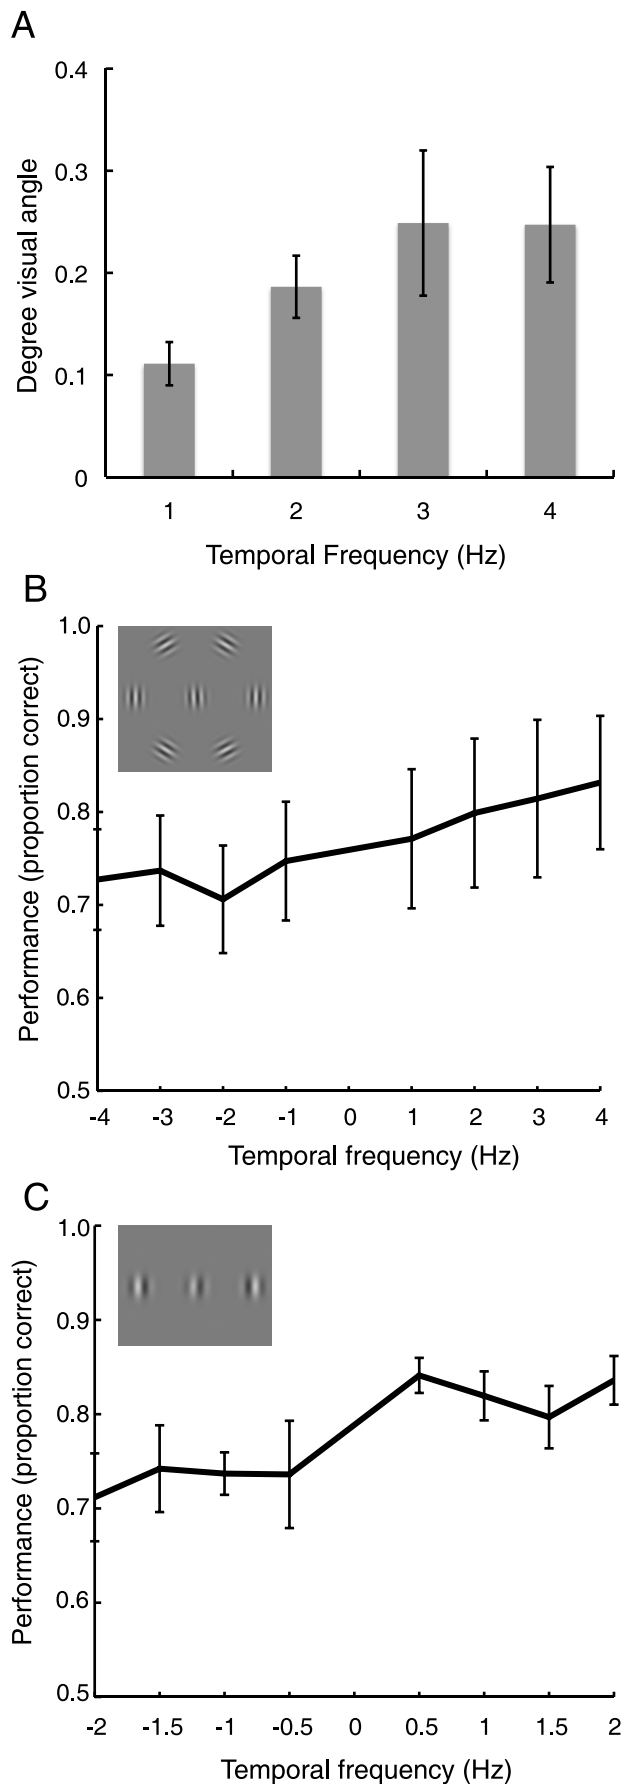 A
0.4
0.3
0.2
0.1
0
Degree visual angle
1 2 3 4
Temporal Frequency (Hz)
B
1.0
0.9
0.8
0.7
0.6
0.5
Performance (proportion correct)
-4 -3 -2 -1 0 1 2 3 4
Temporal frequency (Hz)
C
1.0
0.9
0.8
0.7
0.6
0.5
Performance (proportion correct)
-2 -1.5 -1 -0.5 0 0.5 1 1.5 2
Temporal frequency (Hz)